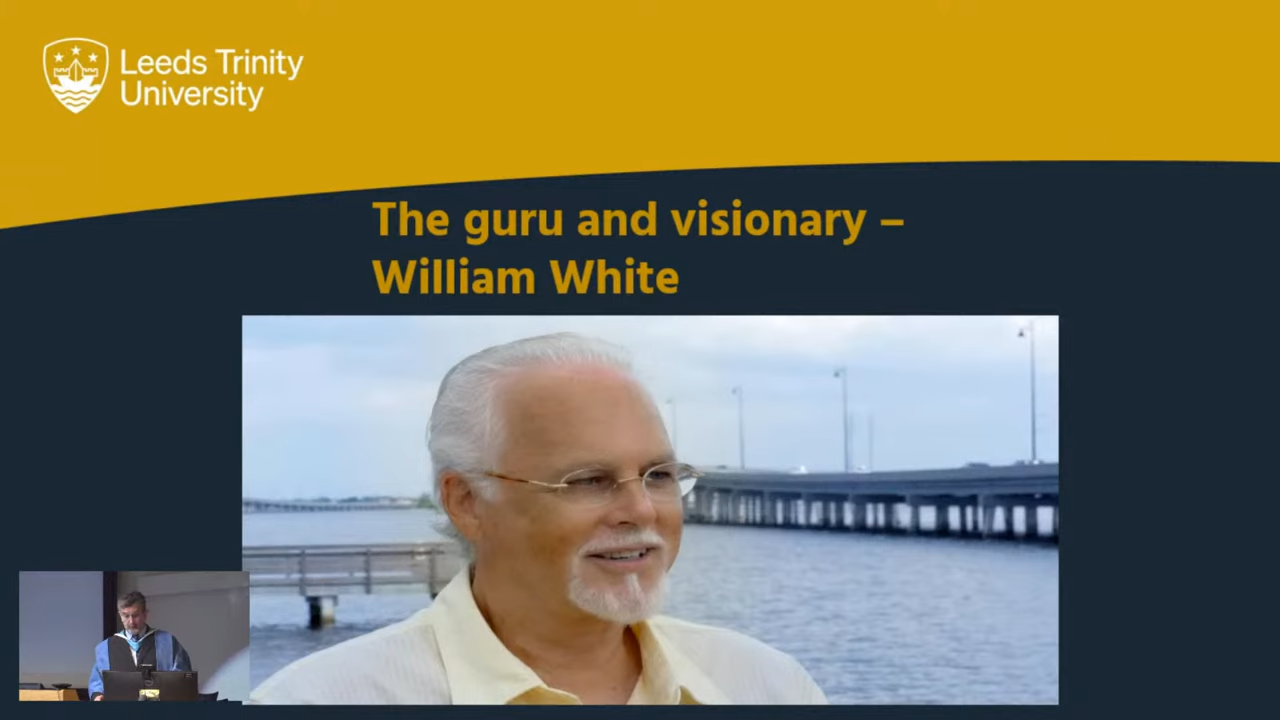 Leeds Trinity
University
The guru and visionary –
William White